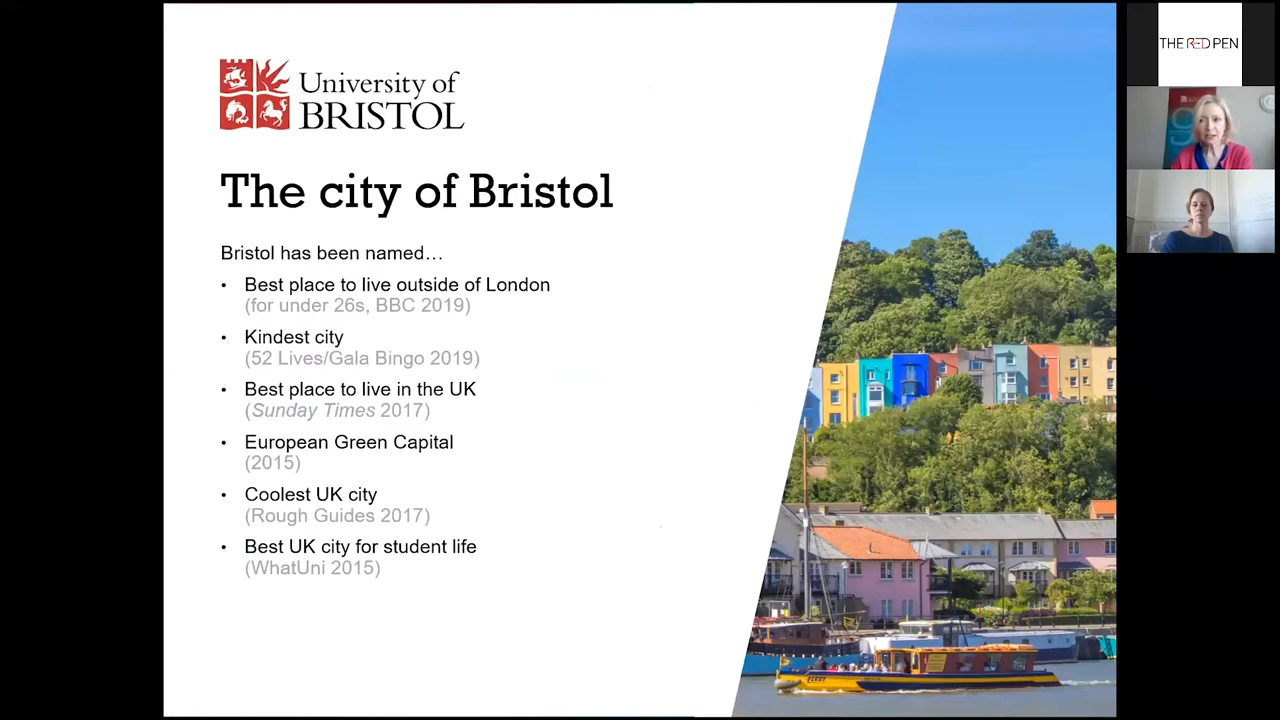 University of
BRISTOL
The city of Bristol
Bristol has been named…
• Best place to live outside of London
(for under 26s, BBC 2019)
• Kindest city
(52 Lives/Gala Bingo 2019)
• Best place to live in the UK
(Sunday Times 2017)
• European Green Capital
(2015)
• Coolest UK city
(Rough Guides 2017)
• Best UK city for student life
(WhatUni 2015)
THE RED PEN